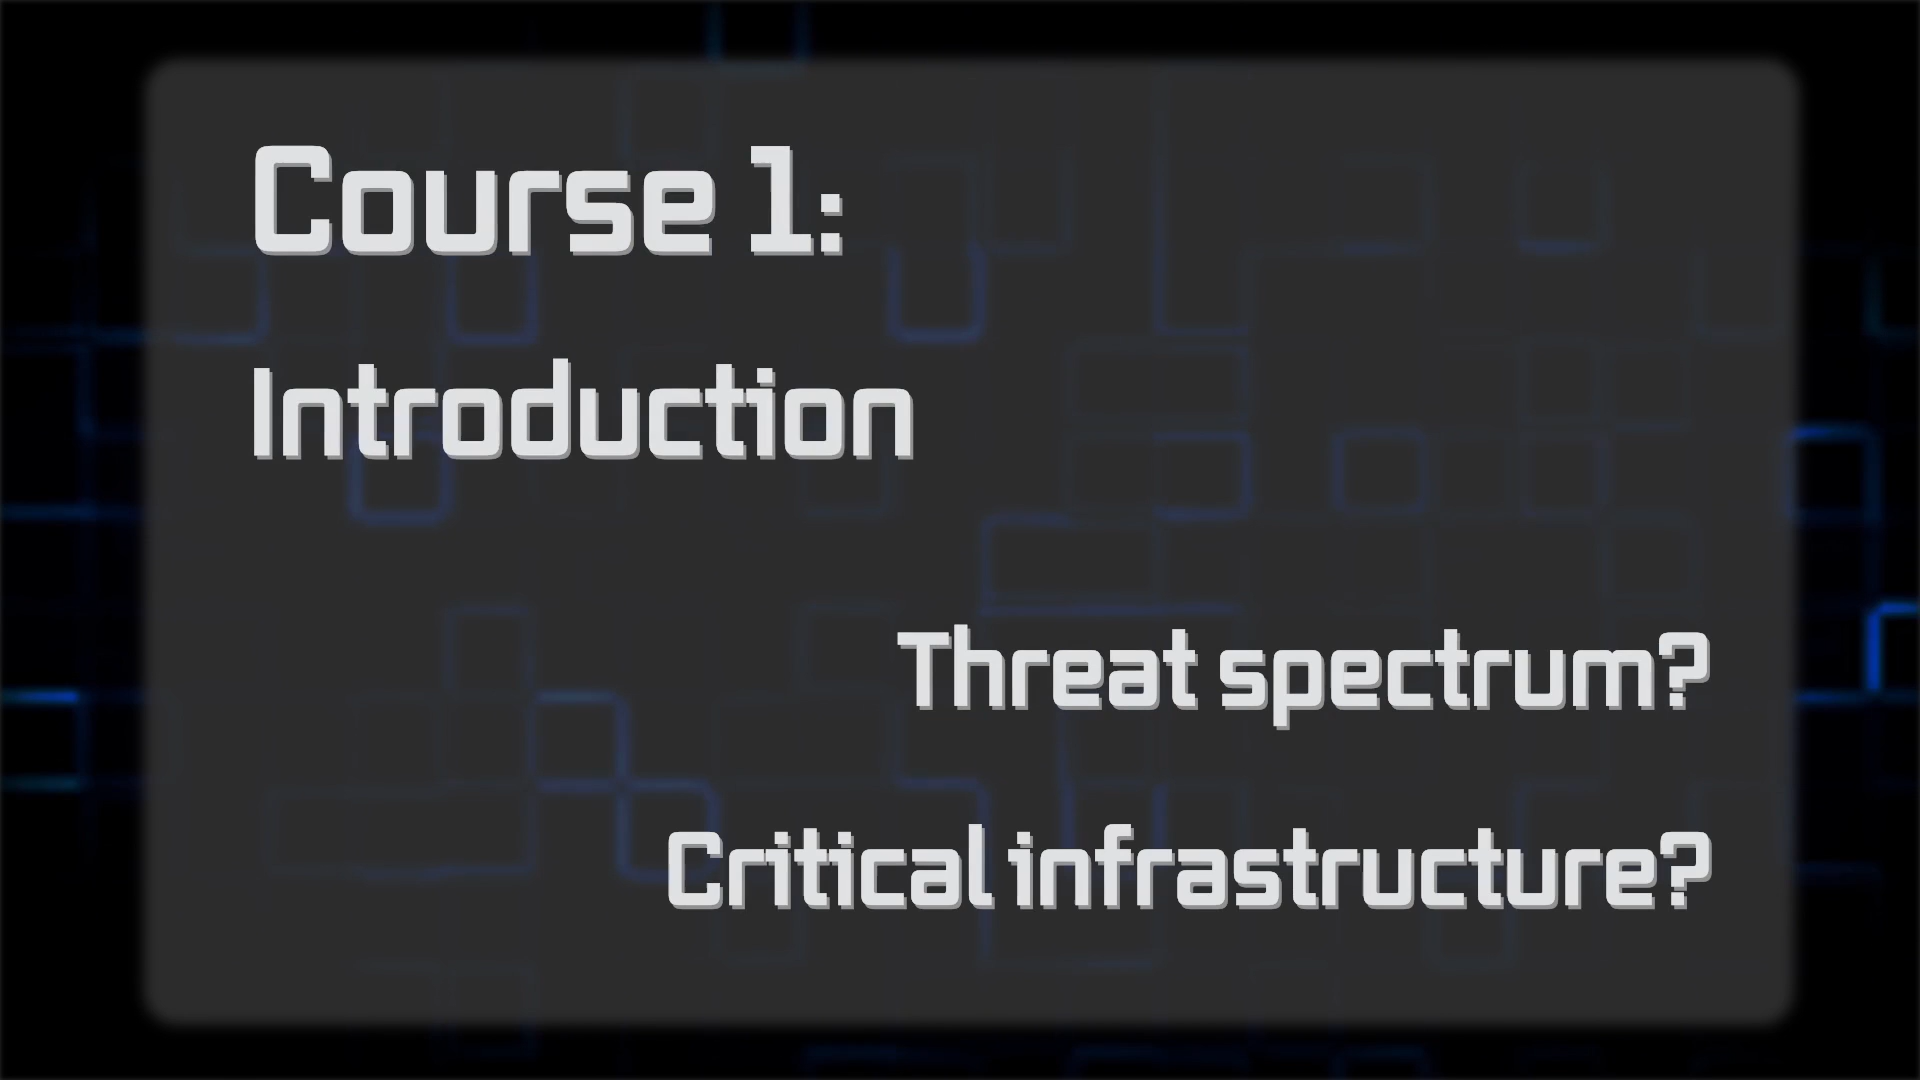 Course 1:
Introduction
Threat spectrum?
Critical infrastructure?